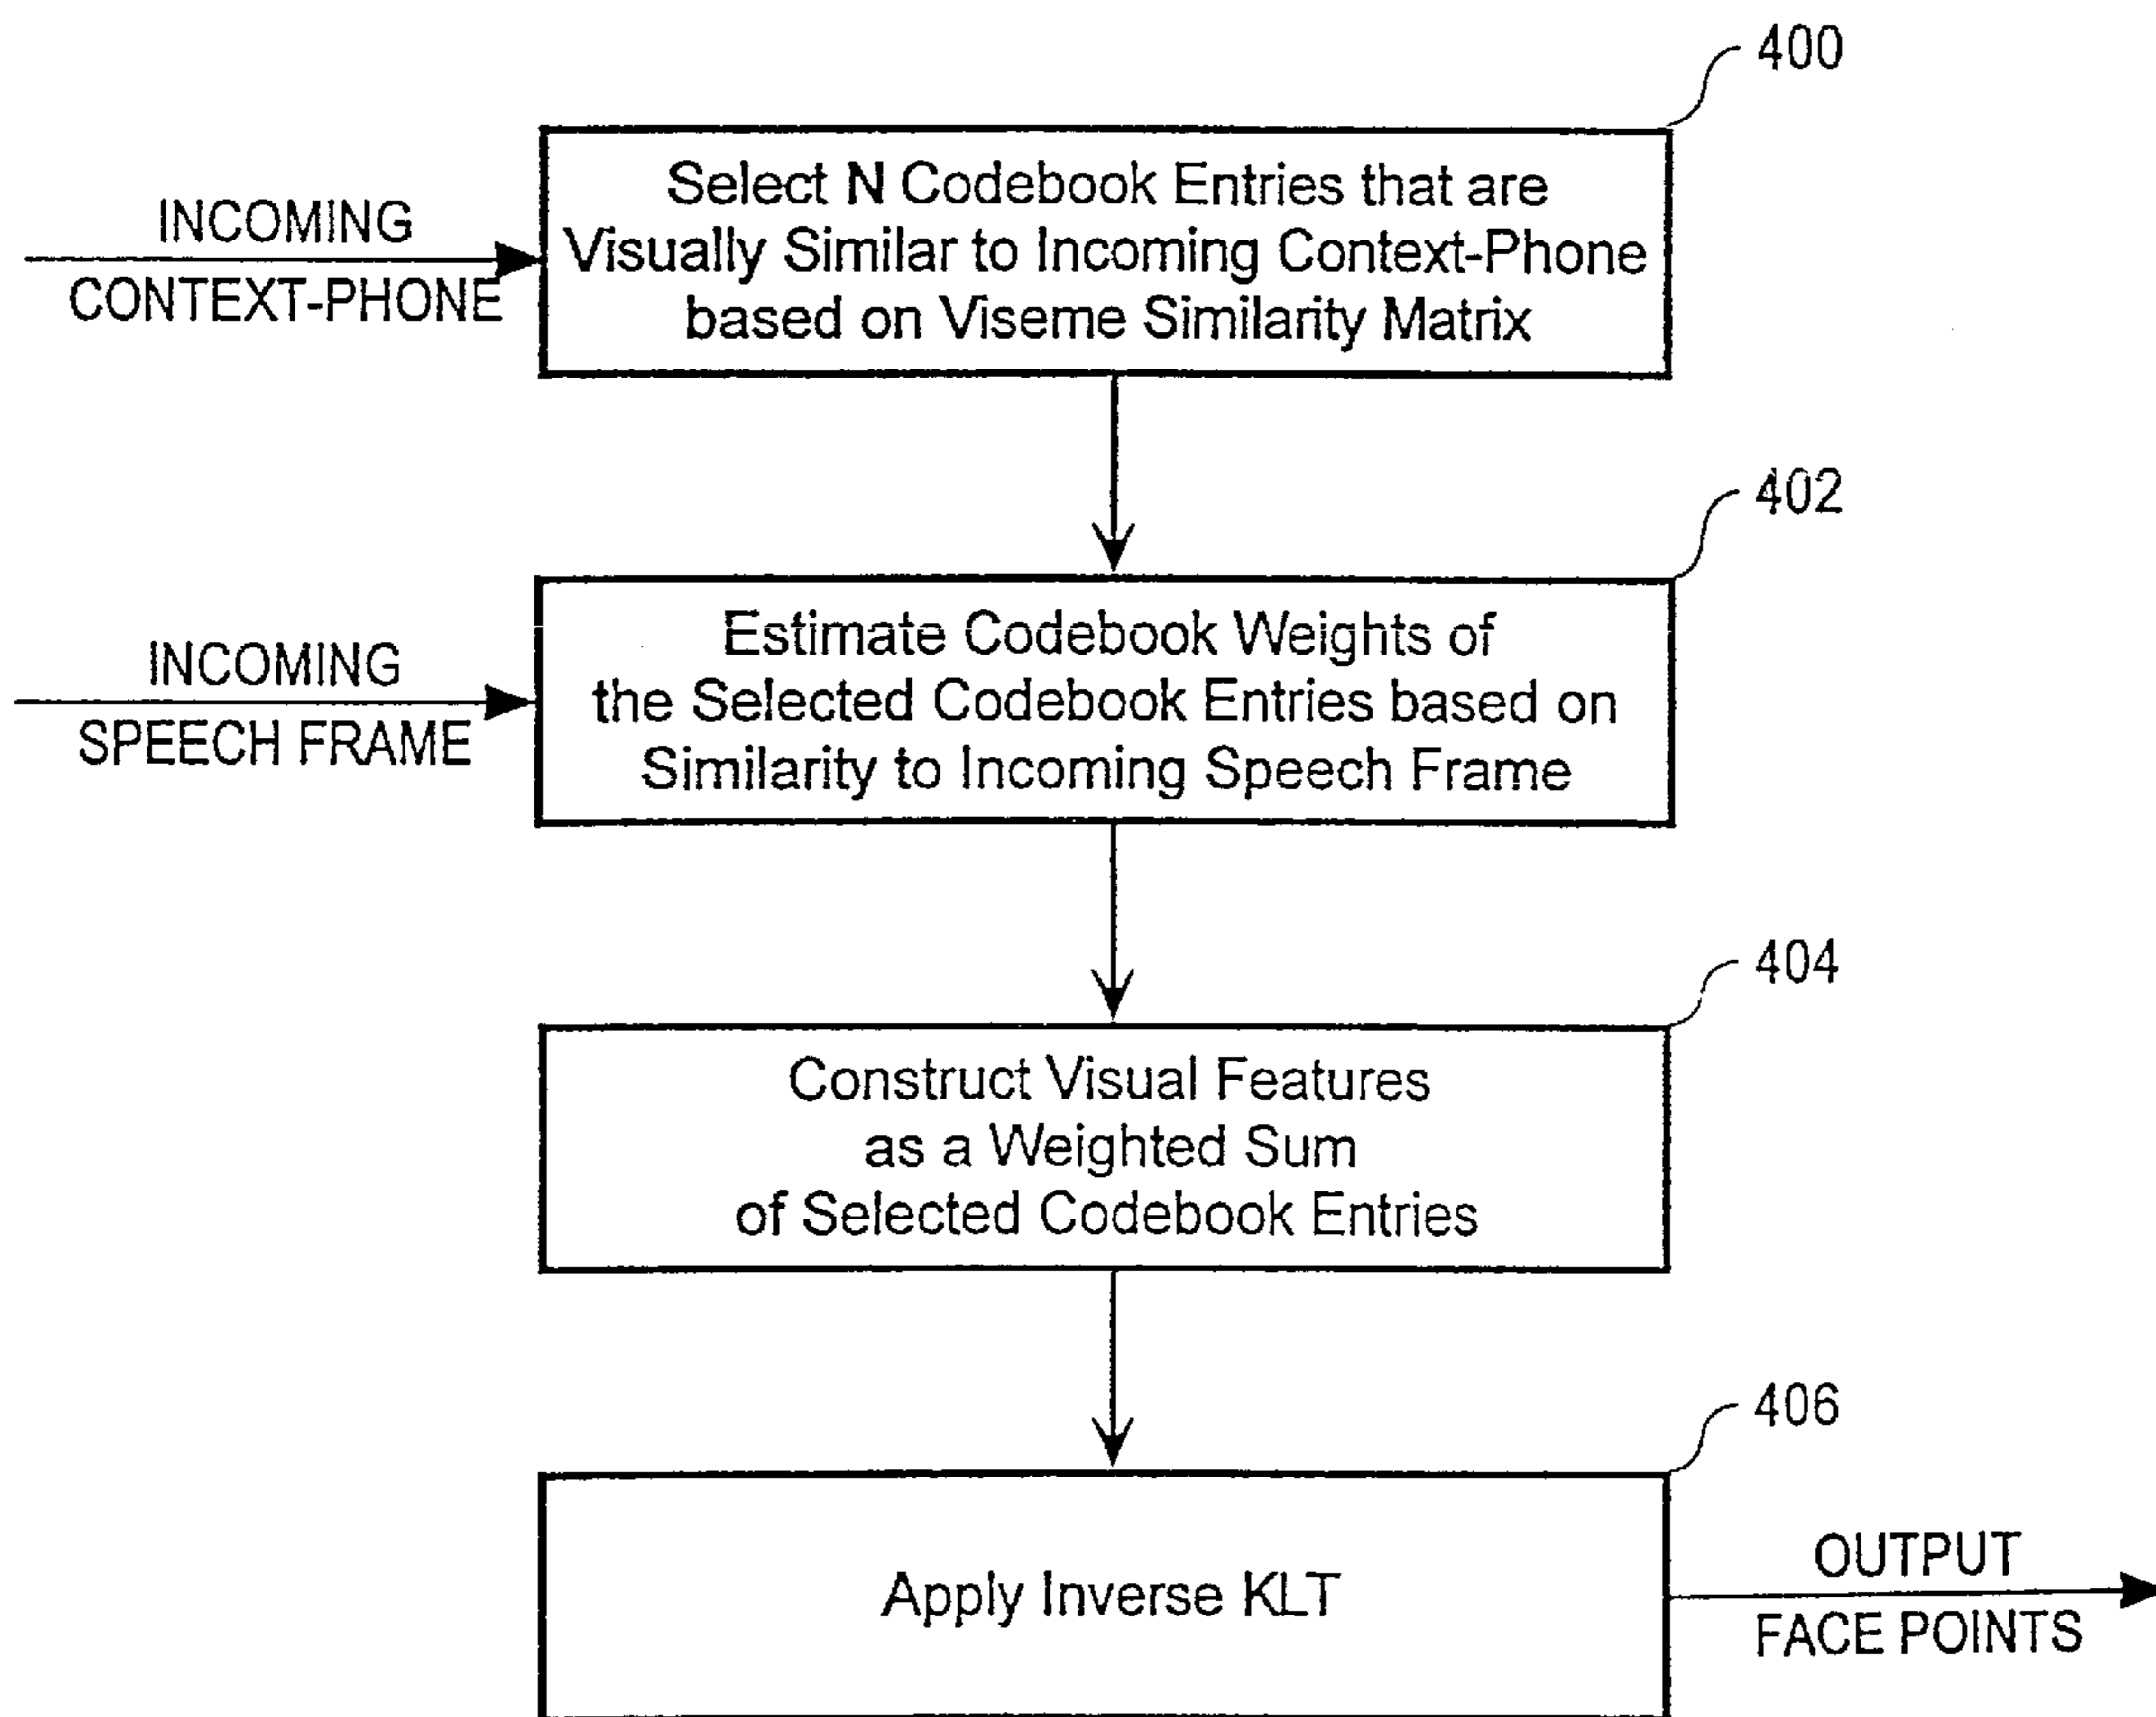 400
INCOMING
CONTEXT-PHONE
Select N Codebook Entries that are
Visually Similar to Incoming Context-Phone
based on Viseme Similarity Matrix
402
INCOMING
SPEECH FRAME
Estimate Codebook Weights of
the Selected Codebook Entries based on
Similarity to Incoming Speech Frame
404
Construct Visual Features
as a Weighted Sum
of Selected Codebook Entries
406
Apply Inverse KLT
OUTPUT
FACE POINTS